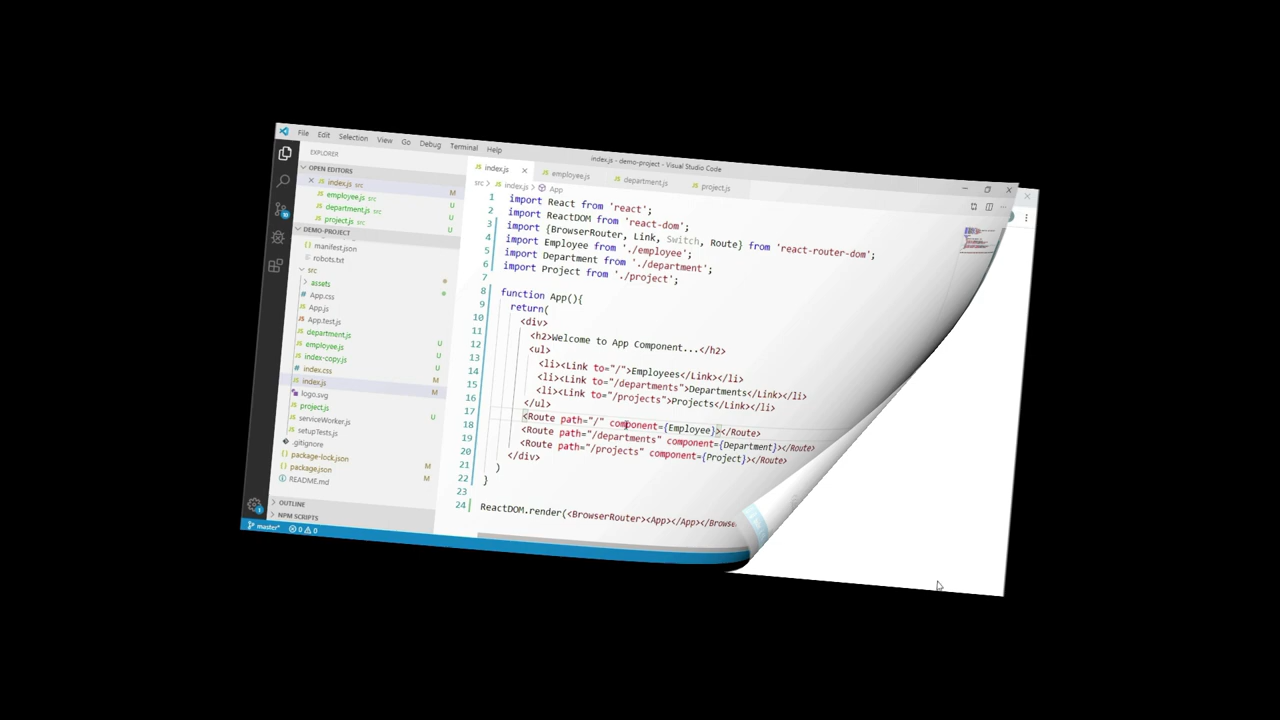 File Edit Selection View Go Debug Terminal Help
index.js - demo-project - Visual Studio Code
EXPLORER
OPEN EDITORS
index.js src M
employee.js src U
department.js src U
project.js src U
DEMO-PROJECT
manifest.json
robots.txt
src
assets
App.css
App.js
App.test.js
department.js
employee.js U
index-copy.js U
index.css M
index.js M
logo.svg
project.js U
serviceWorker.js
setupTests.js
.gitignore
package-lock.json M
package.json M
README.md
OUTLINE
NPM SCRIPTS
master* 0 0
index.js employee.js department.js project.js
src > index.js > App
1 import React from 'react';
2 import ReactDOM from 'react-dom';
3 import {BrowserRouter, Link, Switch, Route} from 'react-router-dom';
4 import Employee from './employee';
5 import Department from './department';
6 import Project from './project';
7
8 function App(){
9 return(
10 <div>
11 <h2>Welcome to App Component...</h2>
12 <ul>
13 <li><Link to="/">Employees</Link></li>
14 <li><Link to="/departments">Departments</Link></li>
15 <li><Link to="/projects">Projects</Link></li>
16 </ul>
17 <Route path="/" component={Employee}></Route>
18 <Route path="/departments" component={Department}></Route>
19 <Route path="/projects" component={Project}></Route>
20 </div>
21 )
22 }
23
24 ReactDOM.render(<BrowserRouter><App></App></Browse